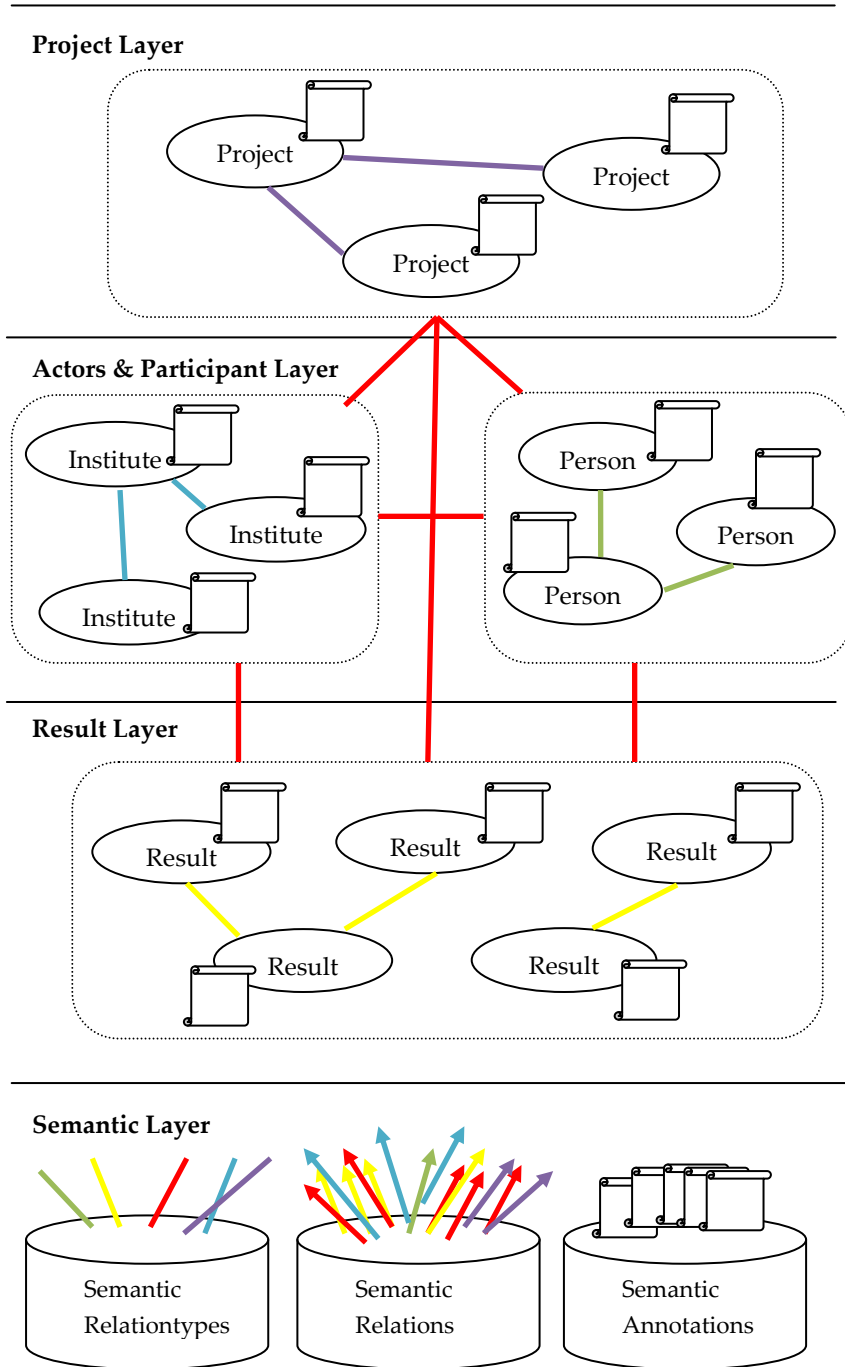 Project Layer
Project
Project
Project
Actors & Participant Layer
Institute
Institute
Institute
Person
Person
Person
Result Layer
Result
Result
Result
Result
Result
Semantic Layer
Semantic
Relationtypes
Semantic
Relations
Semantic
Annotations